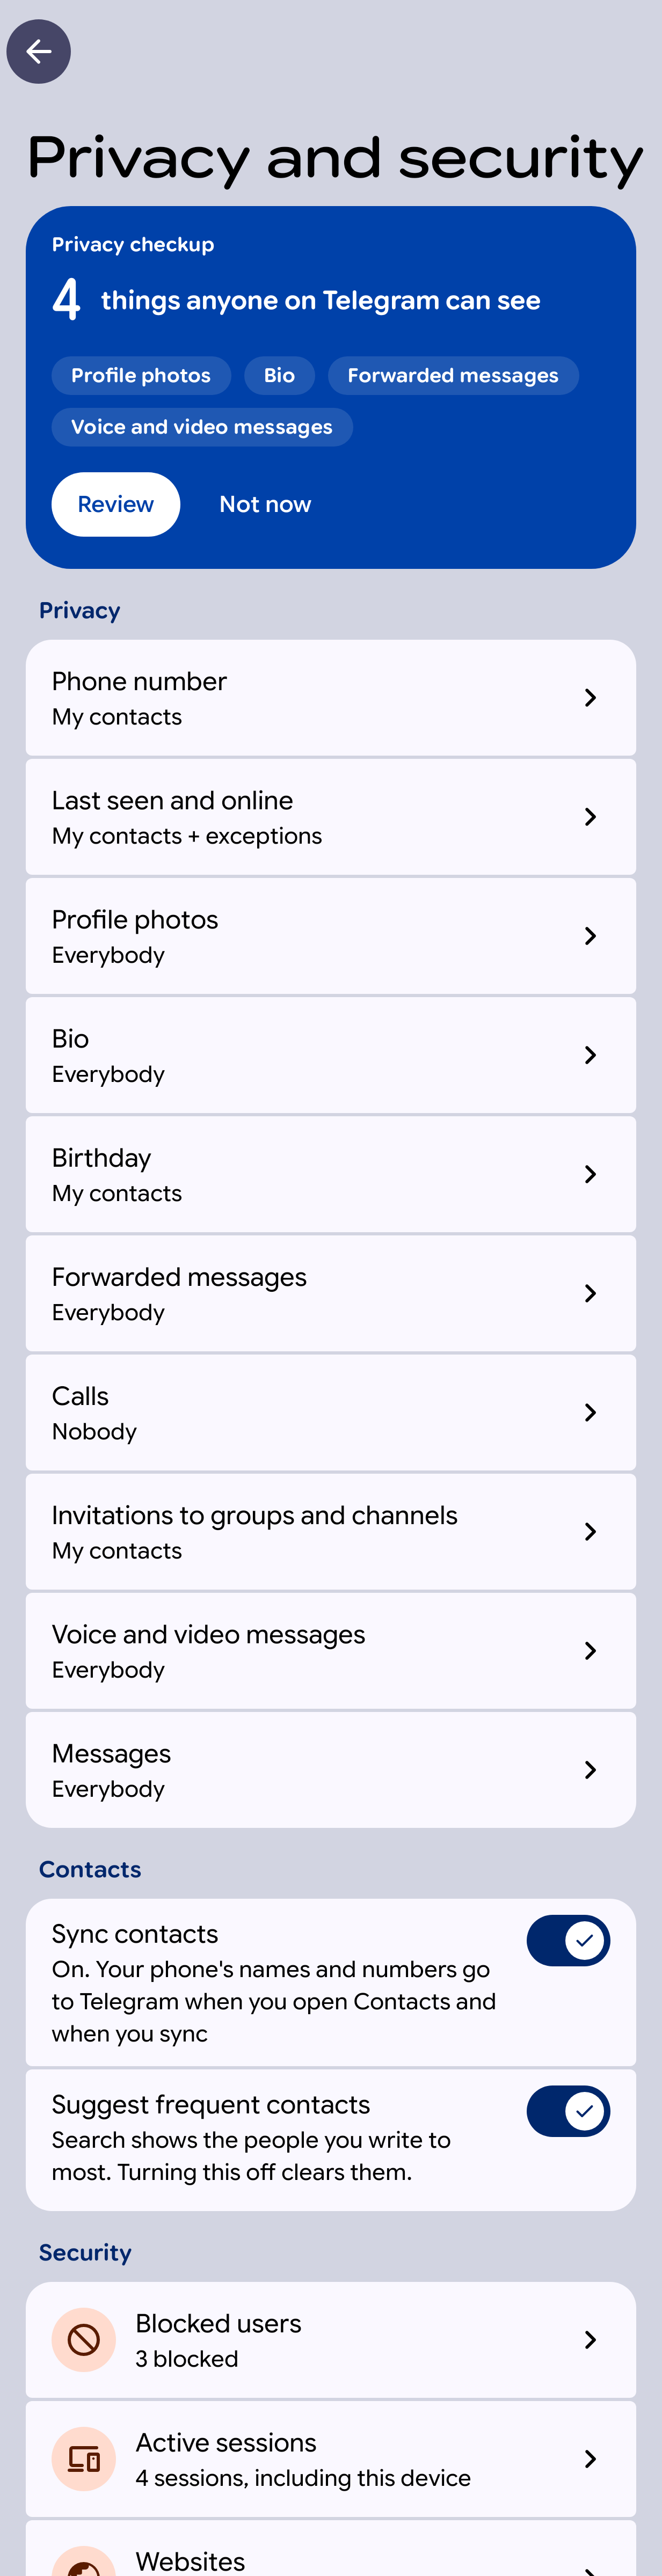 Privacy and security
Privacy checkup
4 things anyone on Telegram can see
Profile photos Bio Forwarded messages
Voice and video messages
Review Not now
Privacy
Phone number
My contacts
Last seen and online
My contacts + exceptions
Profile photos
Everybody
Bio
Everybody
Birthday
My contacts
Forwarded messages
Everybody
Calls
Nobody
Invitations to groups and channels
My contacts
Voice and video messages
Everybody
Messages
Everybody
Contacts
Sync contacts
On. Your phone's names and numbers go
to Telegram when you open Contacts and
when you sync
Suggest frequent contacts
Search shows the people you write to
most. Turning this off clears them.
Security
Blocked users
3 blocked
Active sessions
4 sessions, including this device
Websites